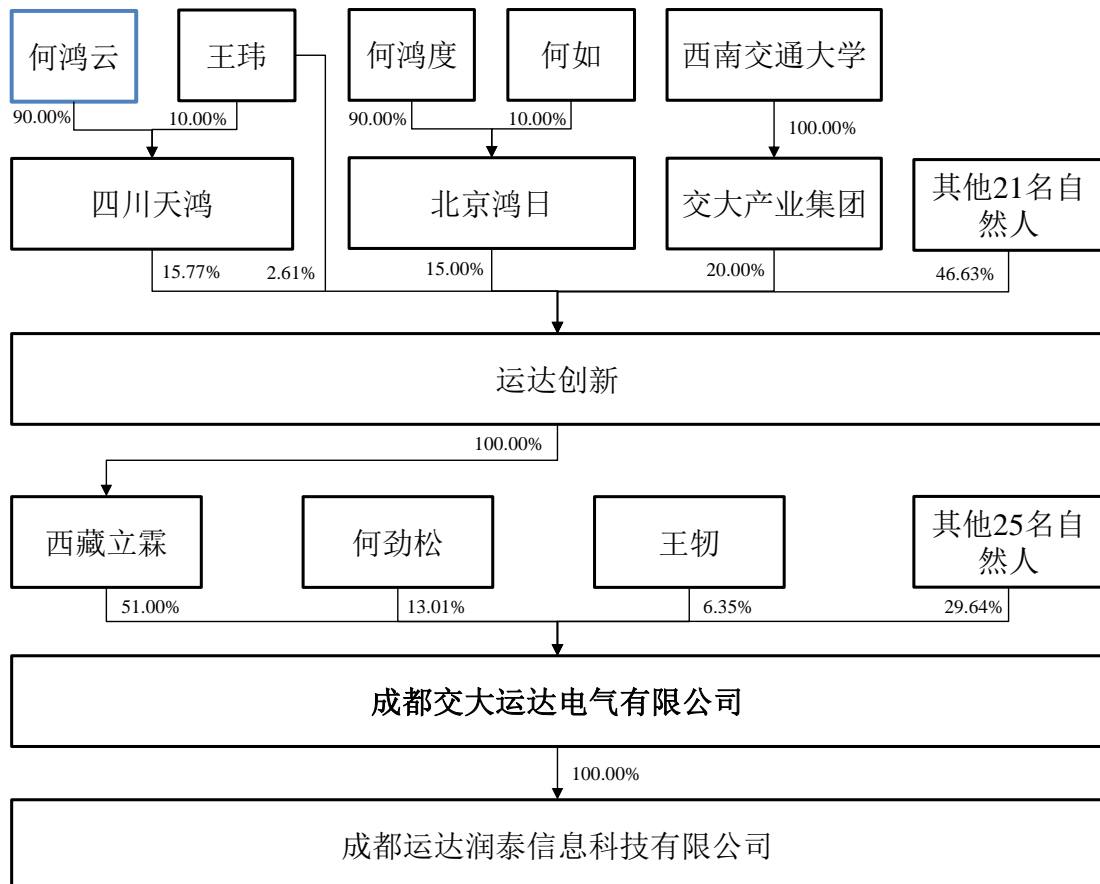 何鸿云
王玮
何鸿度
何如
西南交通大学
90.00%
10.00%
90.00%
10.00%
100.00%
四川天鸿
北京鸿日
交大产业集团
其他21名自
然人
15.77%
2.61%
15.00%
20.00%
46.63%
运达创新
100.00%
西藏立霖
何劲松
王牣
其他25名自
然人
51.00%
13.01%
6.35%
29.64%
成都交大运达电气有限公司
100.00%
成都运达润泰信息科技有限公司